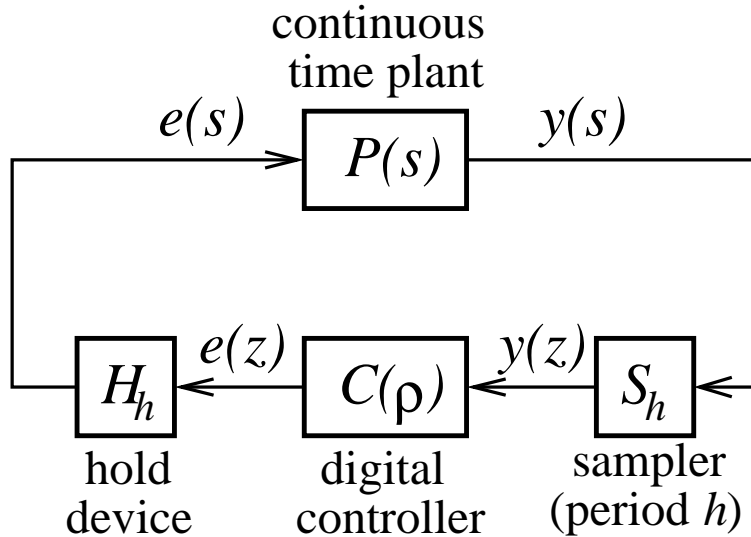 continuous
time plant
e(s)
P(s)
y(s)
H_h
e(z)
C(ρ)
y(z)
S_h
hold
device
digital
controller
sampler
(period h)